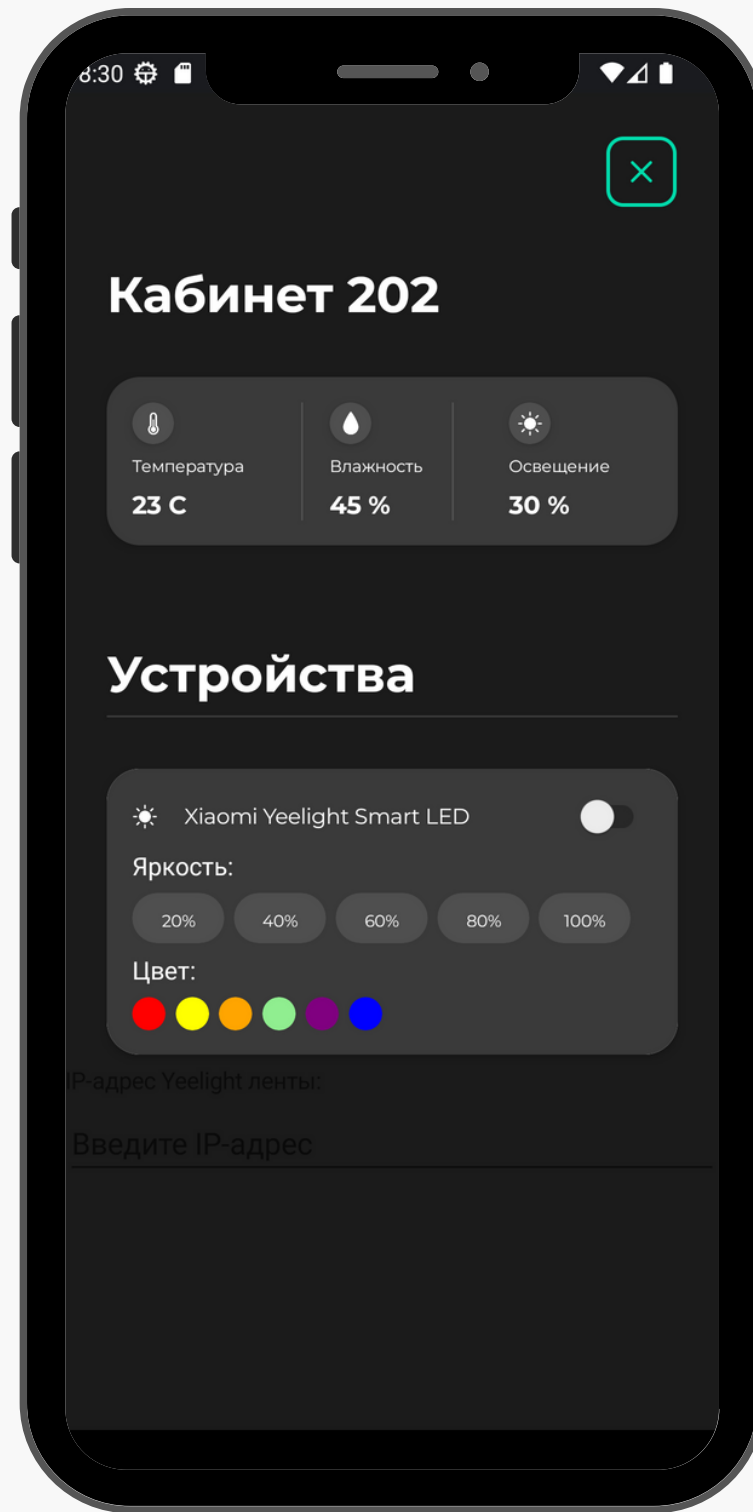 8:30
Кабинет 202
Температура Влажность Освещение
23 C 45 % 30 %
Устройства
Xiaomi Yeelight Smart LED
Яркость:
20% 40% 60% 80% 100%
Цвет:
IP-адрес Yeelight ленты:
Введите IP-адрес